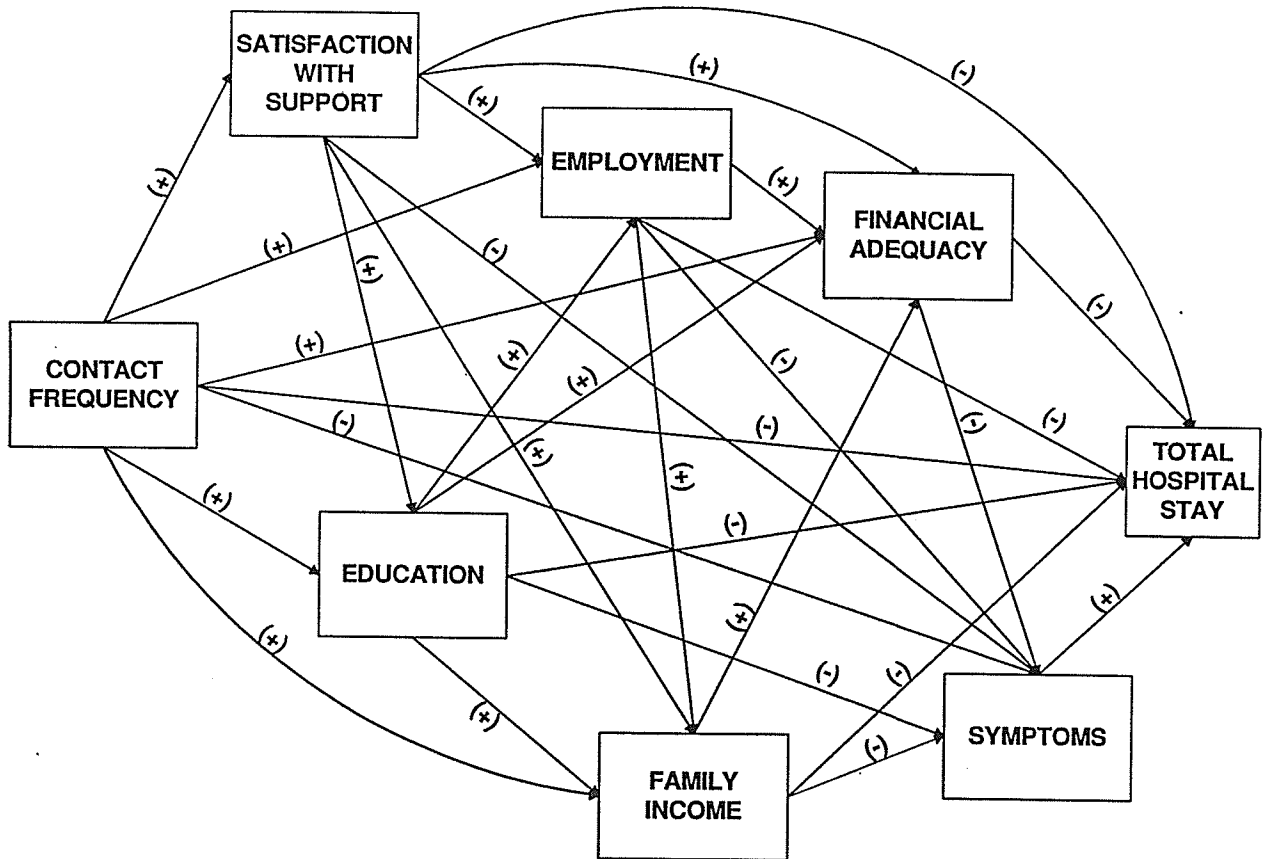 SATISFACTION
WITH
SUPPORT
(-)
(+)
(+)
EMPLOYMENT
(+)
FINANCIAL
ADEQUACY
(+)
(+)
(+)
(-)
(-)
CONTACT
FREQUENCY
(+)
(+)
(+)
(-)
(-)
(-)
(-)
(-)
TOTAL
HOSPITAL
STAY
(+)
(+)
(+)
(-)
EDUCATION
(+)
(+)
(+)
(-)
(-)
(+)
(+)
(-)
SYMPTOMS
FAMILY
INCOME